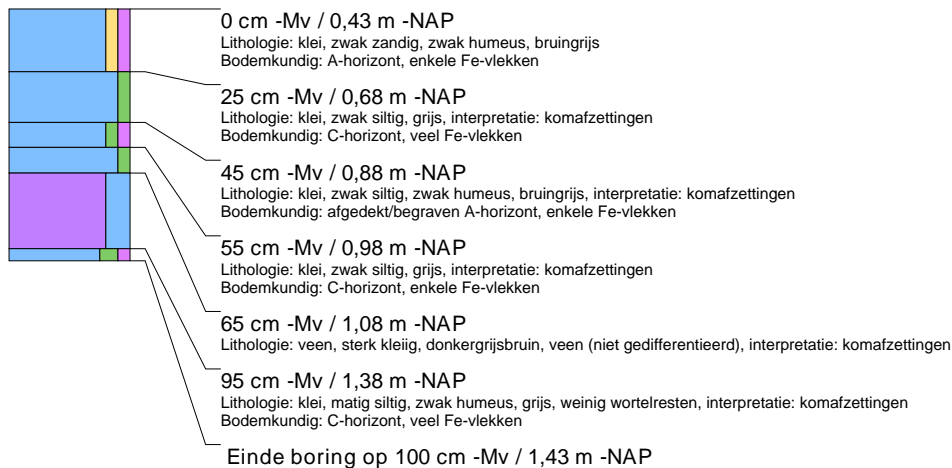 0 cm -Mv / 0,43 m -NAP
Lithologie: klei, zwak zandig, zwak humeus, bruingrijs
Bodemkundig: A-horizont, enkele Fe-vlekken
25 cm -Mv / 0,68 m -NAP
Lithologie: klei, zwak siltig, grijs, interpretatie: komafzettingen
Bodemkundig: C-horizont, veel Fe-vlekken
45 cm -Mv / 0,88 m -NAP
Lithologie: klei, zwak siltig, zwak humeus, bruingrijs, interpretatie: komafzettingen
Bodemkundig: afgedekt/begraven A-horizont, enkele Fe-vlekken
55 cm -Mv / 0,98 m -NAP
Lithologie: klei, zwak siltig, grijs, interpretatie: komafzettingen
Bodemkundig: C-horizont, enkele Fe-vlekken
65 cm -Mv / 1,08 m -NAP
Lithologie: veen, sterk kleiig, donkergrijsbruin, veen (niet gedifferentieerd), interpretatie: komafzettingen
95 cm -Mv / 1,38 m -NAP
Lithologie: klei, matig siltig, zwak humeus, grijs, weinig wortelresten, interpretatie: komafzettingen
Bodemkundig: C-horizont, veel Fe-vlekken
Einde boring op 100 cm -Mv / 1,43 m -NAP